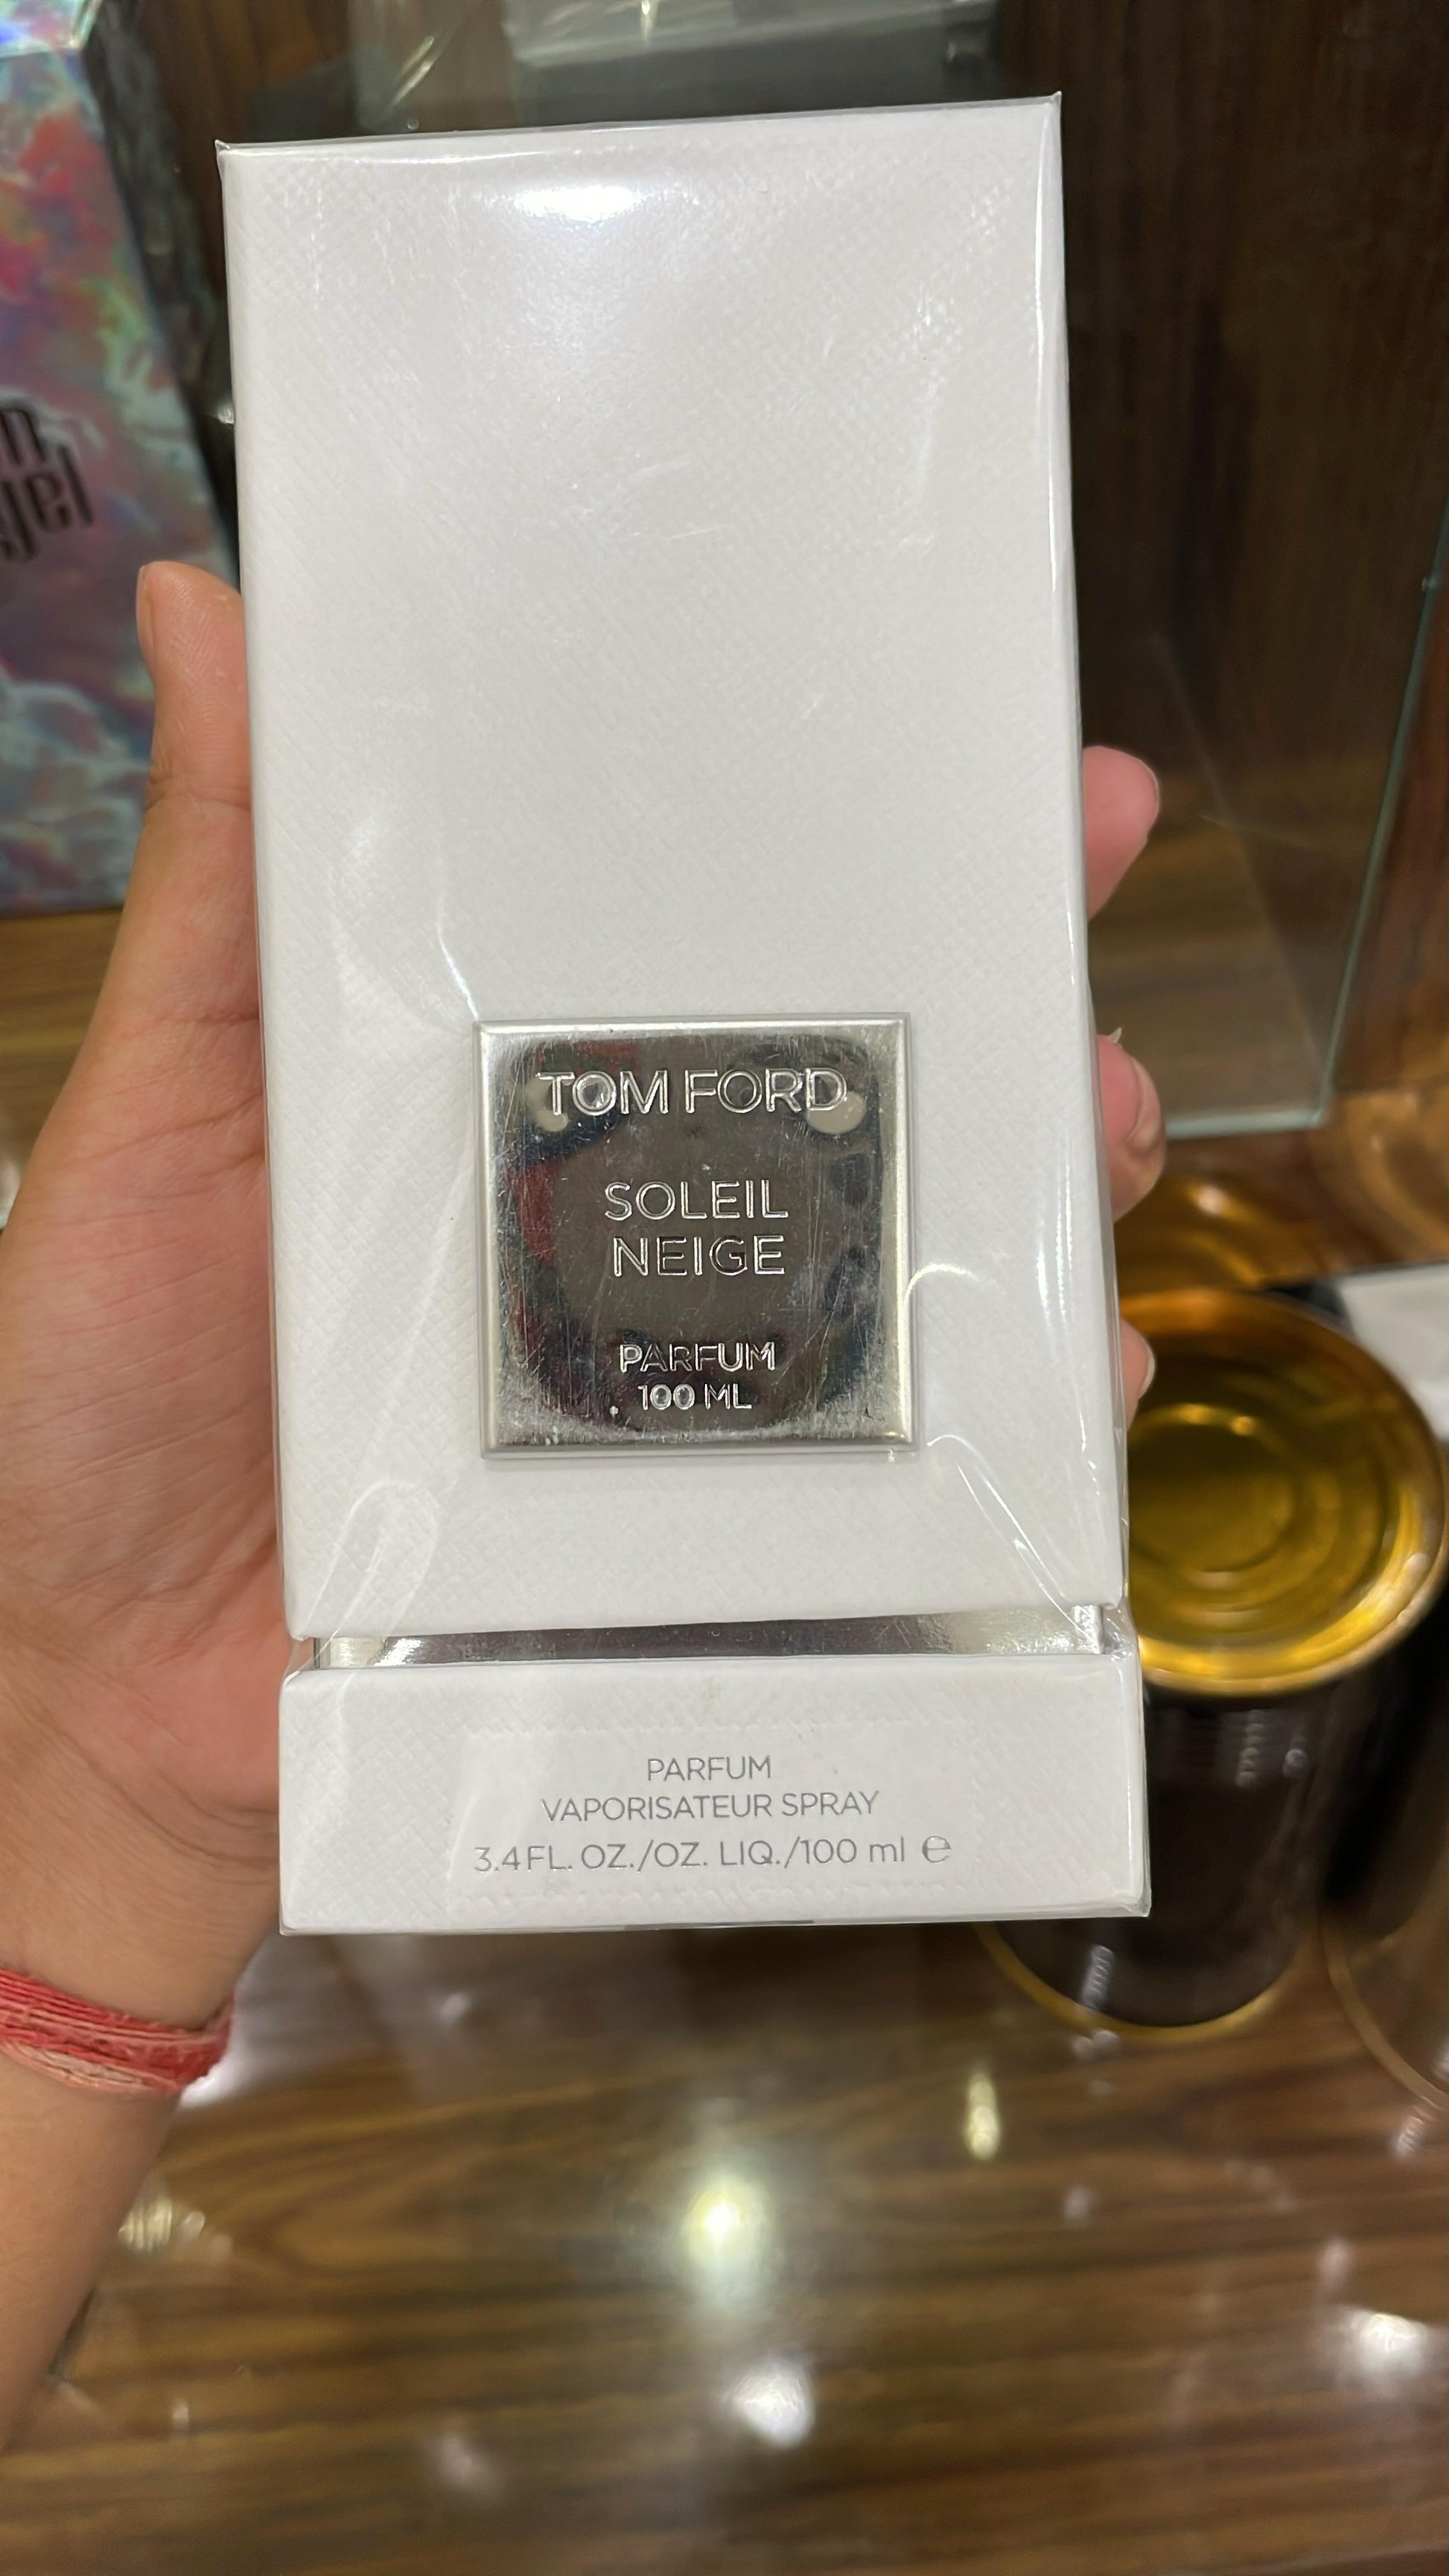 TOM FORD
SOLEIL
NEIGE
PARFUM
100 ML
PARFUM
VAPORISATEUR SPRAY
3.4 FL. OZ./OZ. LIQ./100 ml ℮